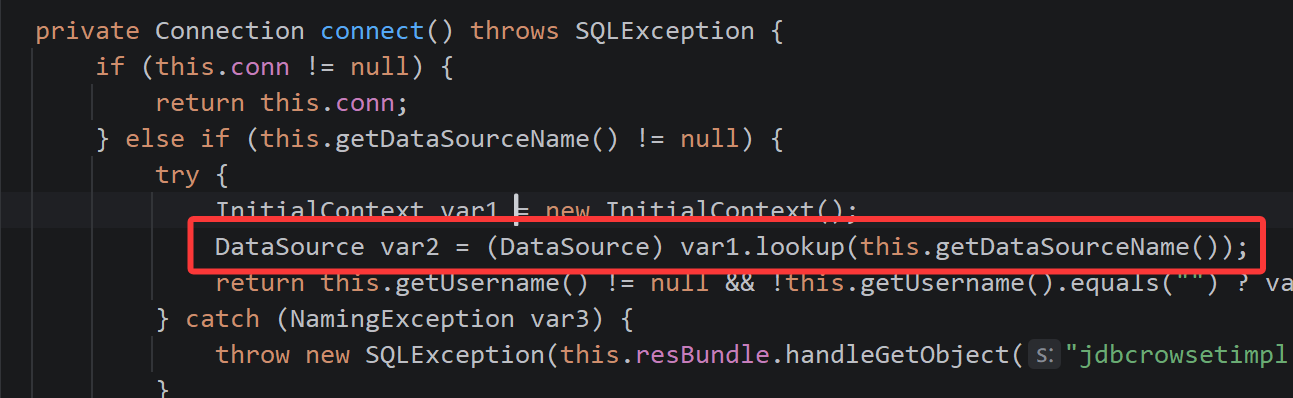 private Connection connect() throws SQLException {
if (this.conn != null) {
return this.conn;
} else if (this.getDataSourceName() != null) {
try {
InitialContext var1 = new InitialContext();
DataSource var2 = (DataSource) var1.lookup(this.getDataSourceName());
return this.getUsername() != null && !this.getUsername().equals("") ? va
} catch (NamingException var3) {
throw new SQLException(this.resBundle.handleGetObject( s: "jdbcrowsetimpl
}